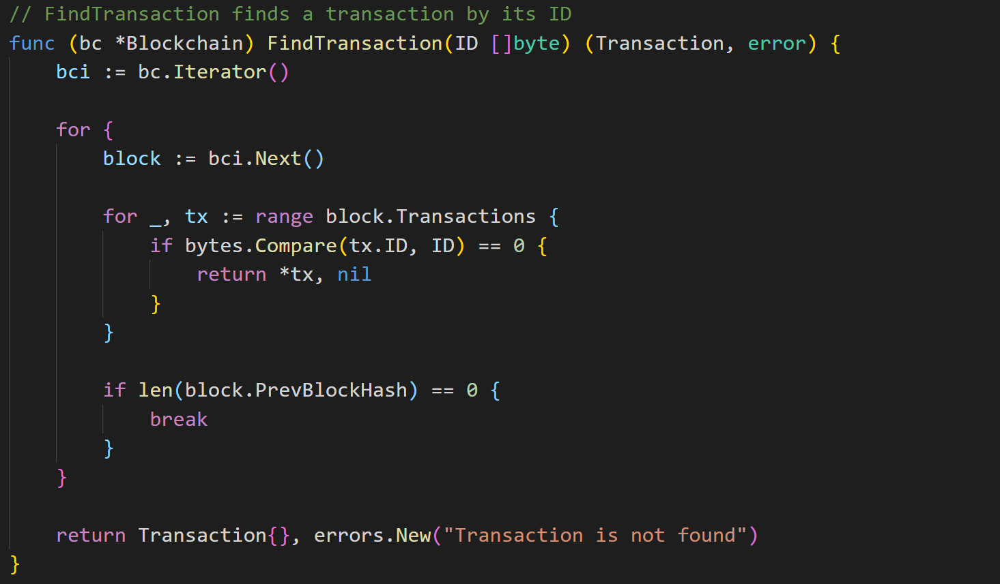 // FindTransaction finds a transaction by its ID
func (bc *Blockchain) FindTransaction(ID []byte) (Transaction, error) {
    bci := bc.Iterator()

    for {
        block := bci.Next()

        for _, tx := range block.Transactions {
            if bytes.Compare(tx.ID, ID) == 0 {
                return *tx, nil
            }
        }

        if len(block.PrevBlockHash) == 0 {
            break
        }
    }

    return Transaction{}, errors.New("Transaction is not found")
}